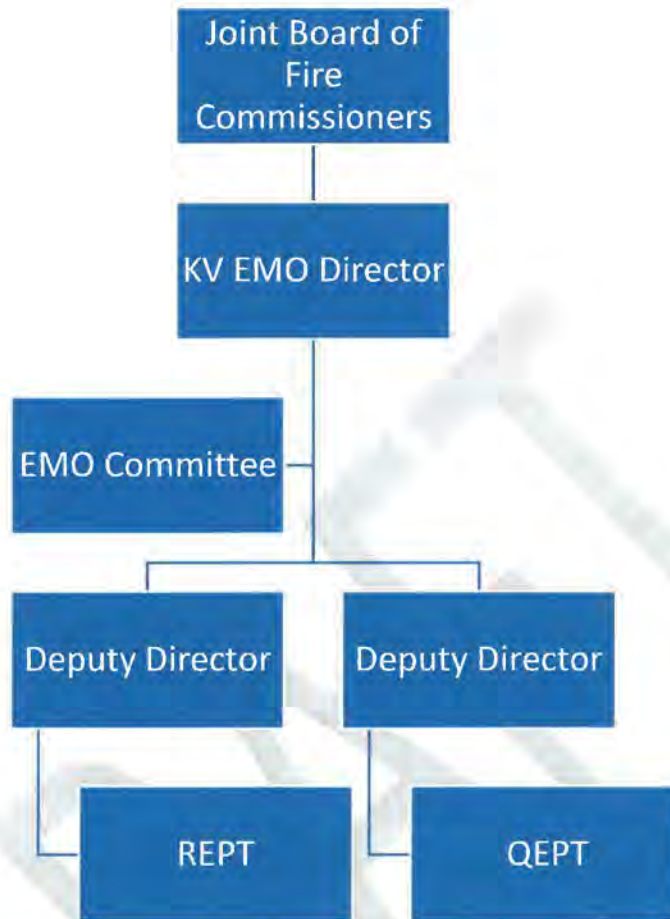 Joint Board of
Fire
Commissioners
KV EMO Director
EMO Committee
Deputy Director
Deputy Director
REPT
QEPT